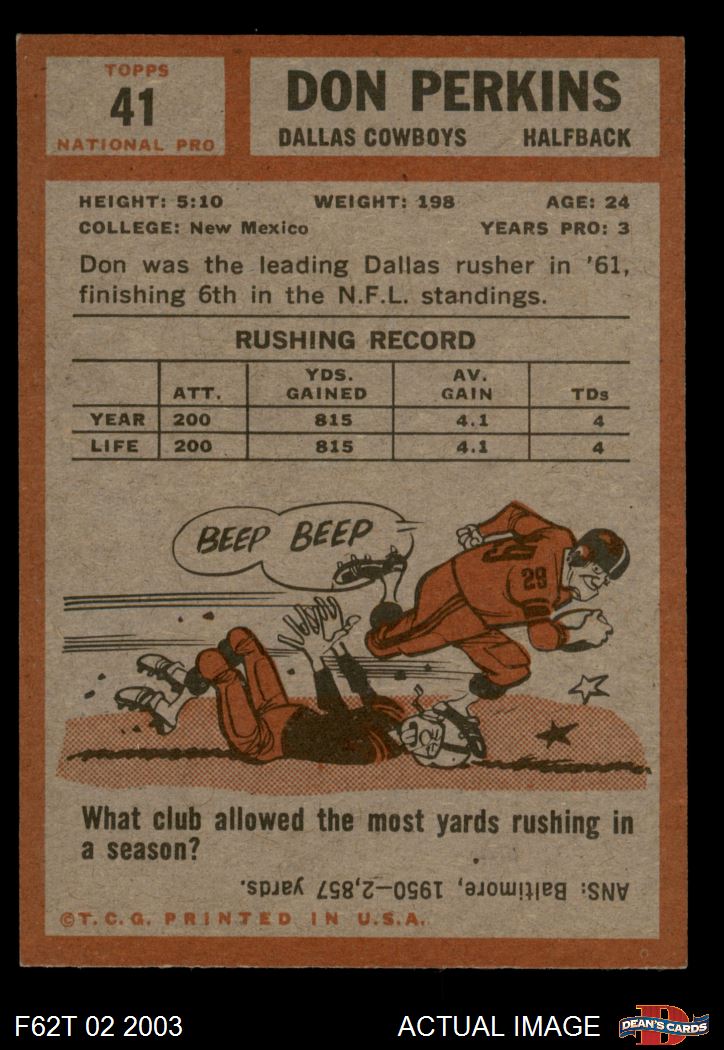 TOPPS
41
NATIONAL PRO
DON PERKINS
DALLAS COWBOYS HALFBACK
HEIGHT: 5:10 WEIGHT: 198 AGE: 24
COLLEGE: New Mexico YEARS PRO: 3
Don was the leading Dallas rusher in '61,
finishing 6th in the N.F.L. standings.
RUSHING RECORD
ATT. YDS. GAINED AV. GAIN TDs
YEAR 200 815 4.1 4
LIFE 200 815 4.1 4
BEEP BEEP
29
What club allowed the most yards rushing in
a season?
ANS: Baltimore, 1950—2,857 yards.
©T.C.G. PRINTED IN U.S.A.
F62T 02 2003 ACTUAL IMAGE
D
DEAN'S CARDS